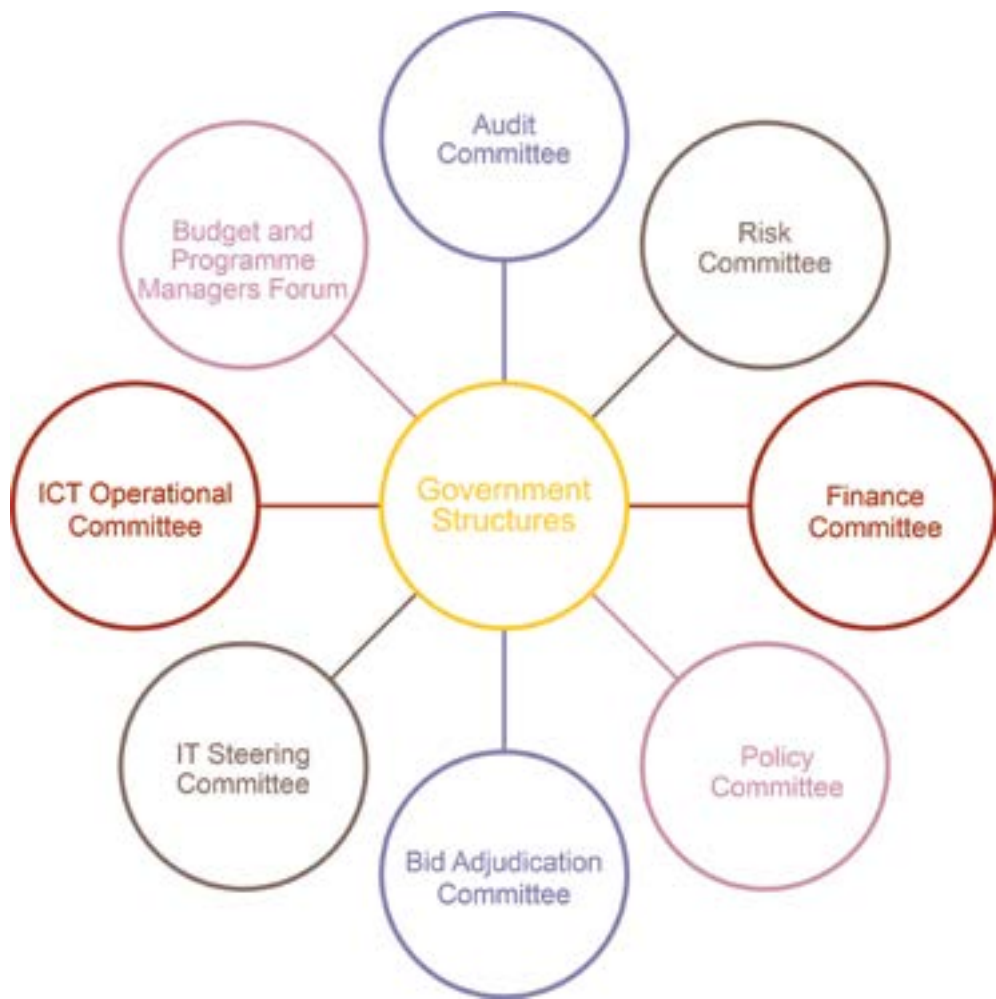 Audit
Committee
Risk
Committee
Finance
Committee
Policy
Committee
Bid Adjudication
Committee
IT Steering
Committee
ICT Operational
Committee
Budget and
Programme
Managers Forum
Government
Structures